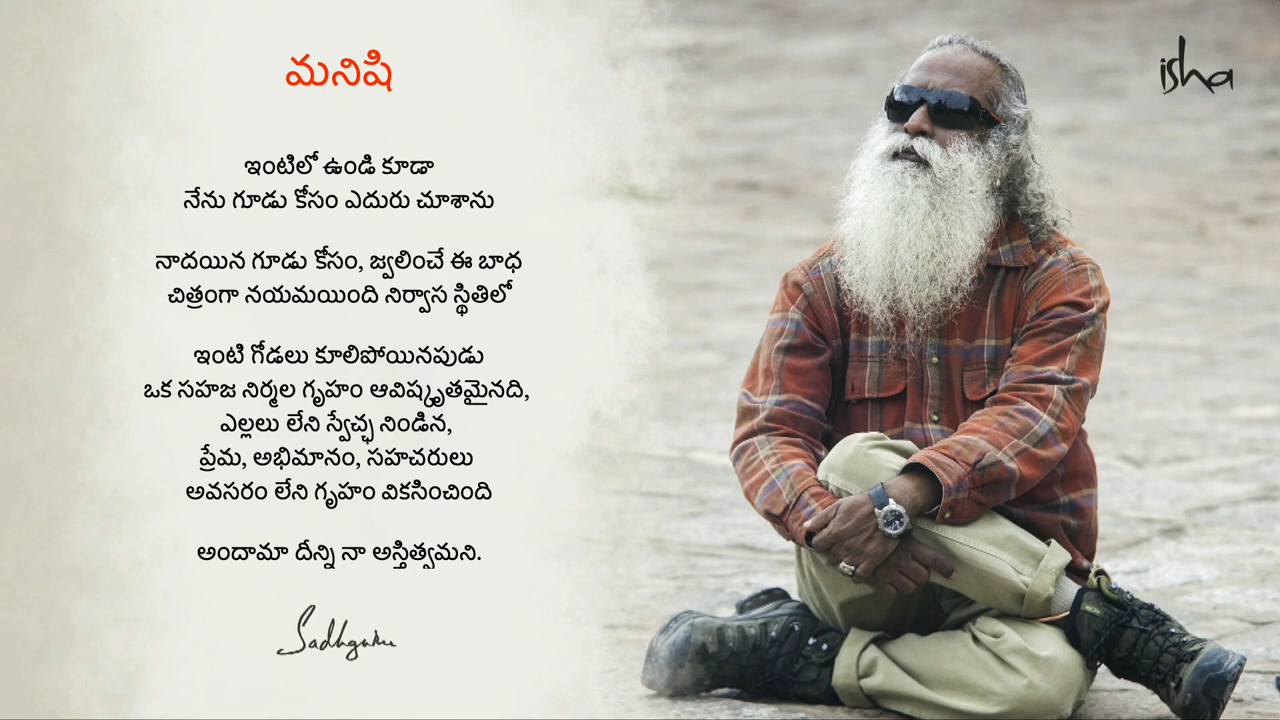 మనిషి
isha
ఇంటిలో ఉండి కూడా
నేను గూడు కోసం ఎదురు చూశాను
నాదయిన గూడు కోసం, జ్వలించే ఈ బాధ
చిత్రంగా నయమయింది నిర్వాస స్థితిలో
ఇంటి గోడలు కూలిపోయినపుడు
ఒక సహజ నిర్మల గృహం ఆవిష్కృతమైనది,
ఎల్లలు లేని స్వేచ్ఛ నిండిన,
ప్రేమ, అభిమానం, సహచరులు
అవసరం లేని గృహం వికసించింది
అందామా దీన్ని నా అస్తిత్వమని.
Sadhguru